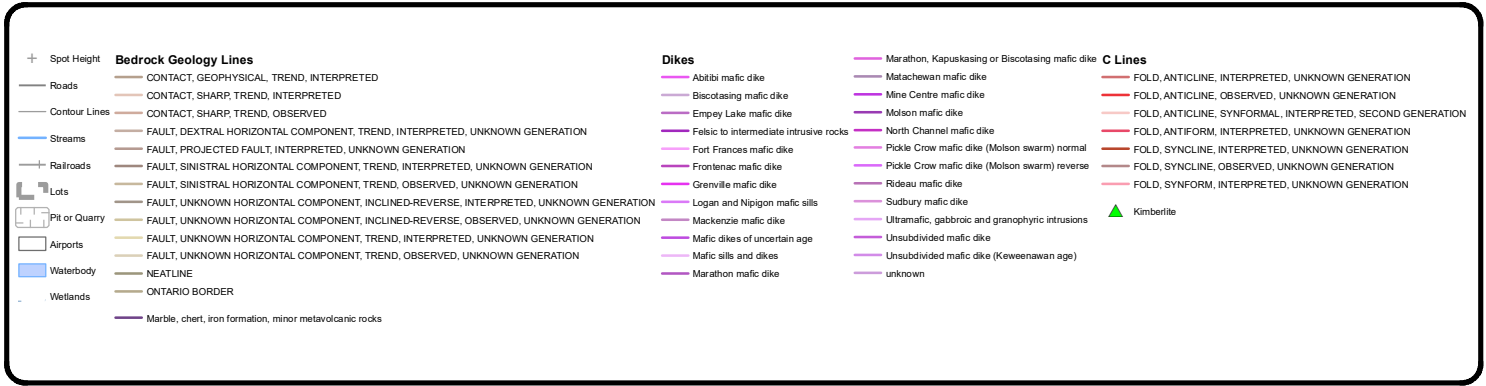 Spot Height
Roads
Contour Lines
Streams
Railroads
Lots
Pit or Quarry
Airports
Waterbody
Wetlands
Bedrock Geology Lines
CONTACT, GEOPHYSICAL, TREND, INTERPRETED
CONTACT, SHARP, TREND, INTERPRETED
CONTACT, SHARP, TREND, OBSERVED
FAULT, DEXTRAL HORIZONTAL COMPONENT, TREND, INTERPRETED, UNKNOWN GENERATION
FAULT, PROJECTED FAULT, INTERPRETED, UNKNOWN GENERATION
FAULT, SINISTRAL HORIZONTAL COMPONENT, TREND, INTERPRETED, UNKNOWN GENERATION
FAULT, SINISTRAL HORIZONTAL COMPONENT, TREND, OBSERVED, UNKNOWN GENERATION
FAULT, UNKNOWN HORIZONTAL COMPONENT, INCLINED-REVERSE, INTERPRETED, UNKNOWN GENERATION
FAULT, UNKNOWN HORIZONTAL COMPONENT, INCLINED-REVERSE, OBSERVED, UNKNOWN GENERATION
FAULT, UNKNOWN HORIZONTAL COMPONENT, TREND, INTERPRETED, UNKNOWN GENERATION
FAULT, UNKNOWN HORIZONTAL COMPONENT, TREND, OBSERVED, UNKNOWN GENERATION
NEATLINE
ONTARIO BORDER
Marble, chert, iron formation, minor metavolcanic rocks
Dikes
Abitibi mafic dike
Biscotasing mafic dike
Empey Lake mafic dike
Felsic to intermediate intrusive rocks
Fort Frances mafic dike
Frontenac mafic dike
Grenville mafic dike
Logan and Nipigon mafic sills
Mackenzie mafic dike
Mafic dikes of uncertain age
Mafic sills and dikes
Marathon mafic dike
Marathon, Kapuskasing or Biscotasing mafic dike
Matachewan mafic dike
Mine Centre mafic dike
Molson mafic dike
North Channel mafic dike
Pickle Crow mafic dike (Molson swarm) normal
Pickle Crow mafic dike (Molson swarm) reverse
Rideau mafic dike
Sudbury mafic dike
Ultramafic, gabbroic and granophyric intrusions
Unsubdivided mafic dike
Unsubdivided mafic dike (Keweenawan age)
unknown
C Lines
FOLD, ANTICLINE, INTERPRETED, UNKNOWN GENERATION
FOLD, ANTICLINE, OBSERVED, UNKNOWN GENERATION
FOLD, ANTICLINE, SYNFORMAL, INTERPRETED, SECOND GENERATION
FOLD, ANTIFORM, INTERPRETED, UNKNOWN GENERATION
FOLD, SYNCLINE, INTERPRETED, UNKNOWN GENERATION
FOLD, SYNCLINE, OBSERVED, UNKNOWN GENERATION
FOLD, SYNFORM, INTERPRETED, UNKNOWN GENERATION
Kimberlite